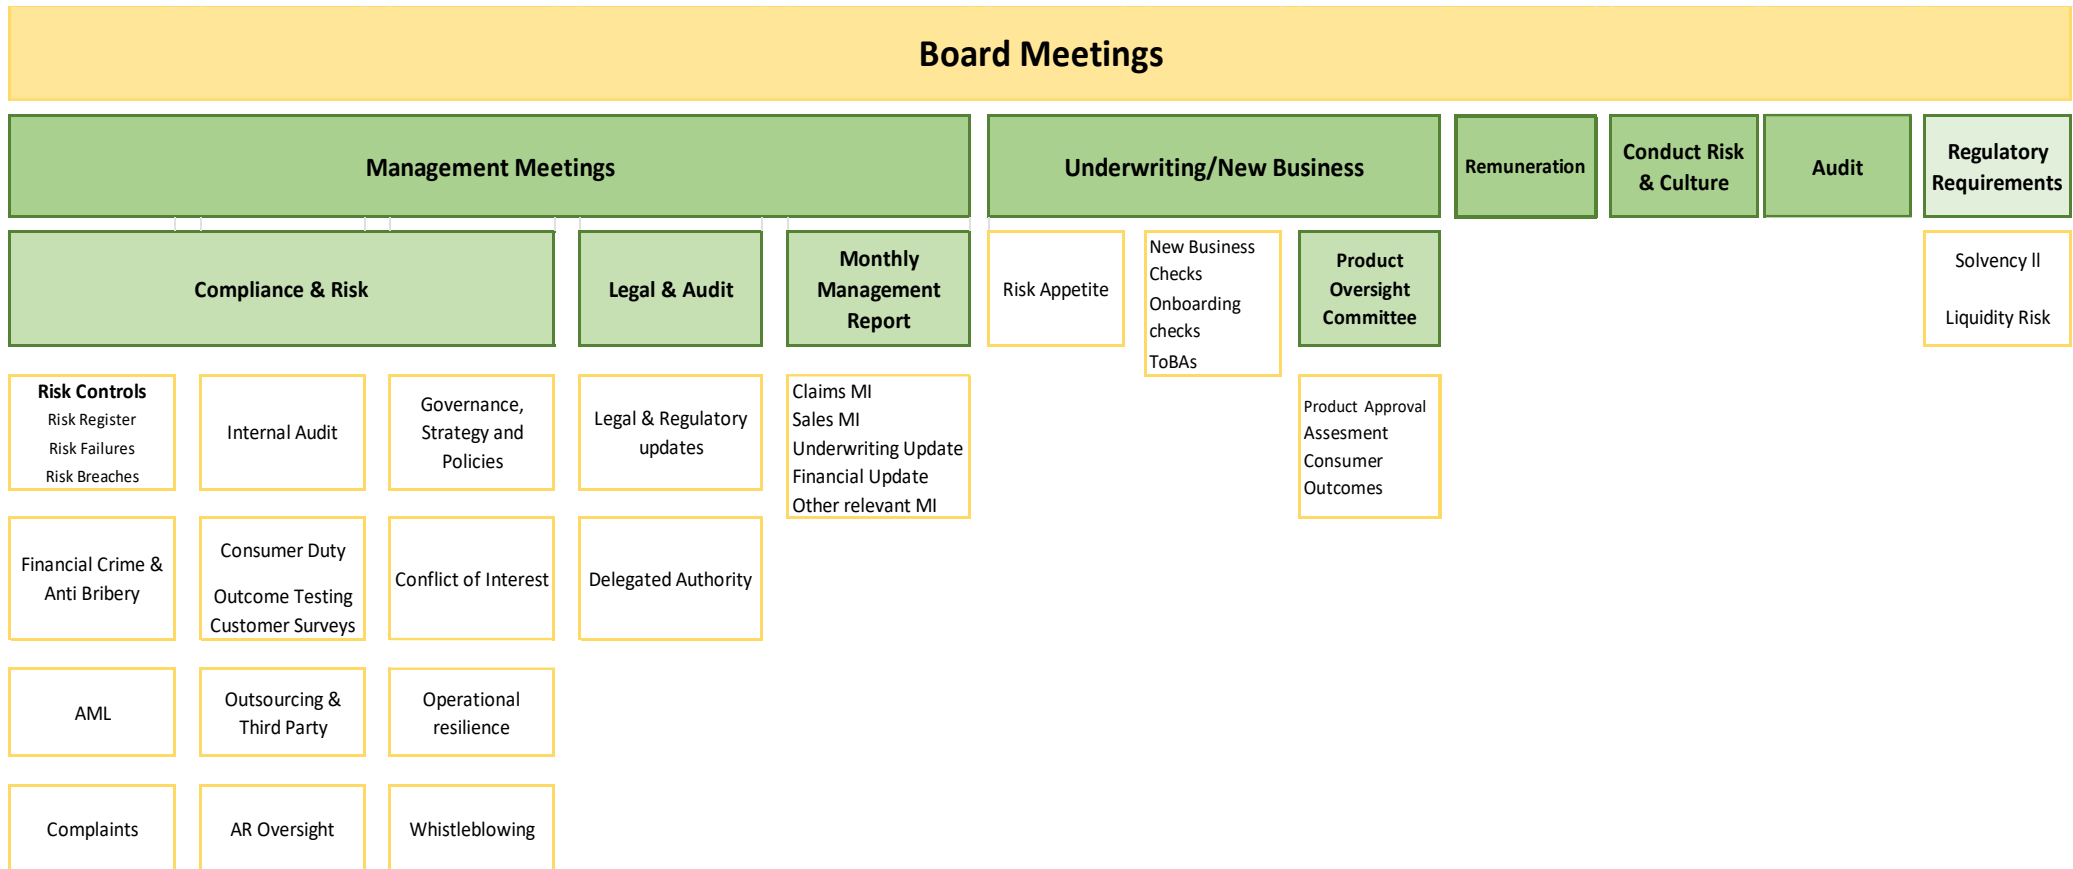 Board Meetings
Management Meetings
Underwriting/New Business
Remuneration
Conduct Risk
& Culture
Audit
Regulatory
Requirements
Compliance & Risk
Legal & Audit
Monthly
Management
Report
Risk Appetite
New Business
Checks
Onboarding
checks
ToBAs
Product
Oversight
Committee
Solvency ll
Liquidity Risk
Risk Controls
Risk Register
Risk Failures
Risk Breaches
Internal Audit
Governance,
Strategy and
Policies
Legal & Regulatory
updates
Claims MI
Sales MI
Underwriting Update
Financial Update
Other relevant MI
Product Approval
Assesment
Consumer
Outcomes
Financial Crime &
Anti Bribery
Consumer Duty
Outcome Testing
Customer Surveys
Conflict of Interest
Delegated Authority
AML
Outsourcing &
Third Party
Operational
resilience
Complaints
AR Oversight
Whistleblowing